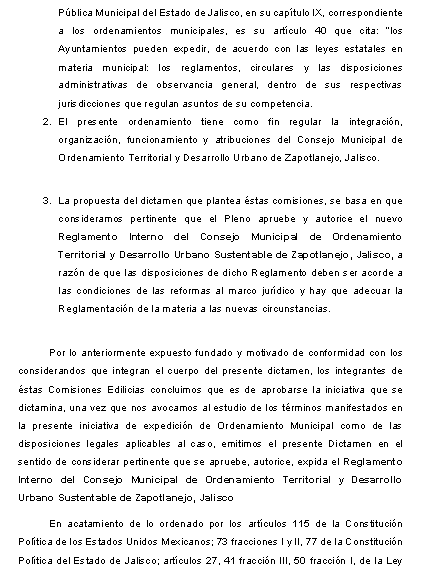 Pública Municipal del Estado de Jalisco, en su capítulo IX, correspondiente
a los ordenamientos municipales, es su artículo 40 que cita: "los
Ayuntamientos pueden expedir, de acuerdo con las leyes estatales en
materia municipal: los reglamentos, circulares y las disposiciones
administrativas de observancia general, dentro de sus respectivas
jurisdicciones que regulan asuntos de su competencia.
2. El presente ordenamiento tiene como fin regular la integración,
organización, funcionamiento y atribuciones del Consejo Municipal de
Ordenamiento Territorial y Desarrollo Urbano de Zapotlanejo, Jalisco.
3. La propuesta del dictamen que plantea éstas comisiones, se basa en que
consideramos pertinente que el Pleno apruebe y autorice el nuevo
Reglamento Interno del Consejo Municipal de Ordenamiento
Territorial y Desarrollo Urbano Sustentable de Zapotlanejo, Jalisco, a
razón de que las disposiciones de dicho Reglamento deben ser acorde a
las condiciones de las reformas al marco jurídico y hay que adecuar la
Reglamentación de la materia a las nuevas circunstancias.
Por lo anteriormente expuesto fundado y motivado de conformidad con los
considerandos que integran el cuerpo del presente dictamen, los integrantes de
éstas Comisiones Edilicias concluimos que es de aprobarse la iniciativa que se
dictamina, una vez que nos avocamos al estudio de los términos manifestados en
la presente iniciativa de expedición de Ordenamiento Municipal como de las
disposiciones legales aplicables al caso, emitimos el presente Dictamen en el
sentido de considerar pertinente que se apruebe, autorice, expida el Reglamento
Interno del Consejo Municipal de Ordenamiento Territorial y Desarrollo
Urbano Sustentable de Zapotlanejo, Jalisco
En acatamiento de lo ordenado por los artículos 115 de la Constitución
Política de los Estados Unidos Mexicanos; 73 fracciones I y II, 77 de la Constitución
Política del Estado de Jalisco; artículos 27, 41 fracción III, 50 fracción I, de la Ley